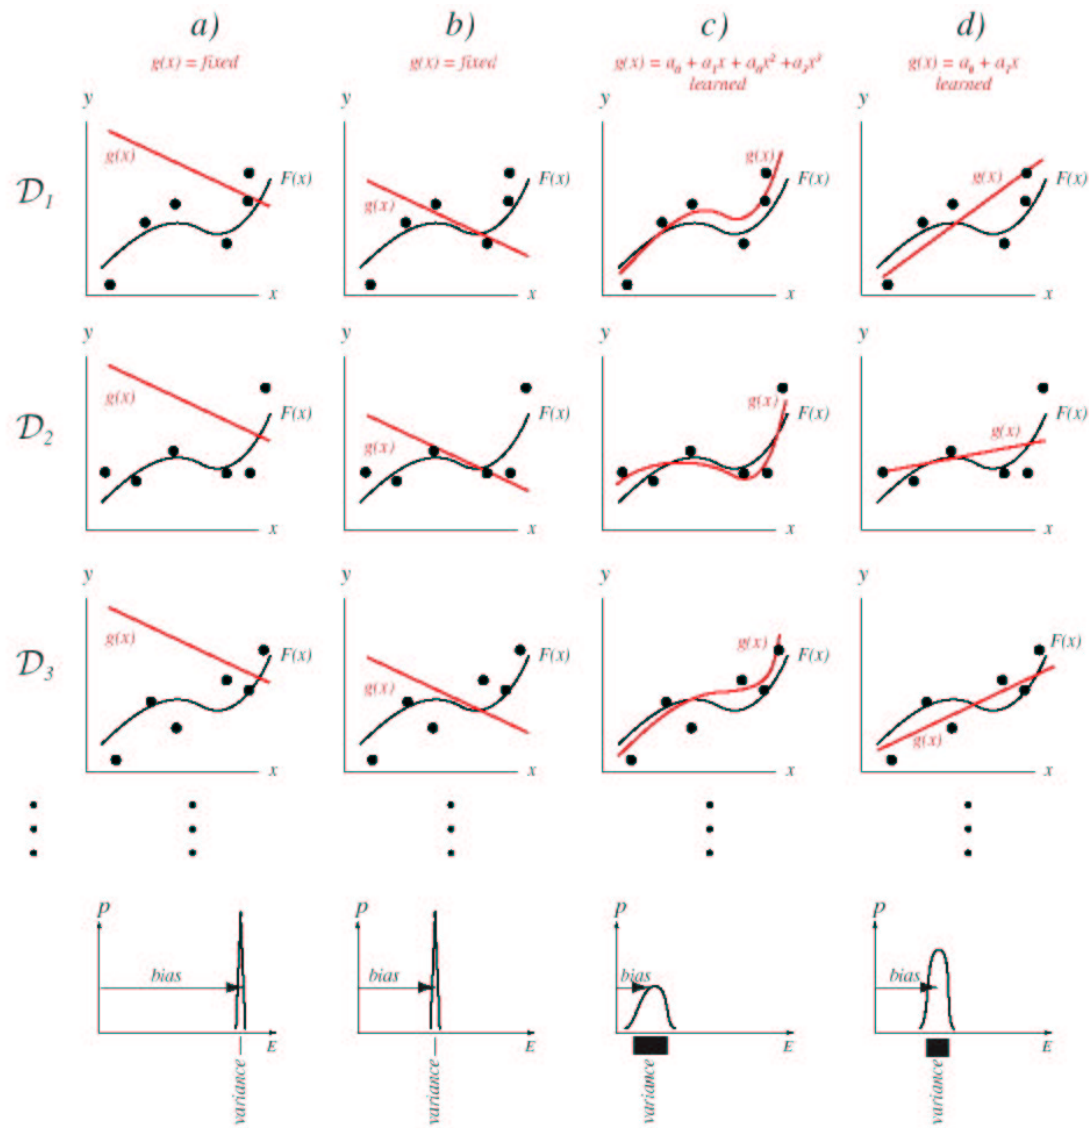 a) b) c) d)
g(x) = fixed g(x) = fixed g(x) = a₀ + a₁x + a₀x² + a₃x³ g(x) = a₀ + a₁x
learned learned
y y y y
D₁ g(x) F(x) g(x) F(x) g(x) F(x) g(x) F(x)
x x x x
y y y y
D₂ g(x) F(x) g(x) F(x) g(x) F(x) g(x) F(x)
x x x x
y y y y
D₃ g(x) F(x) g(x) F(x) g(x) F(x) g(x) F(x)
x x x x
p p p p
bias bias bias bias
E E E E
variance variance variance variance